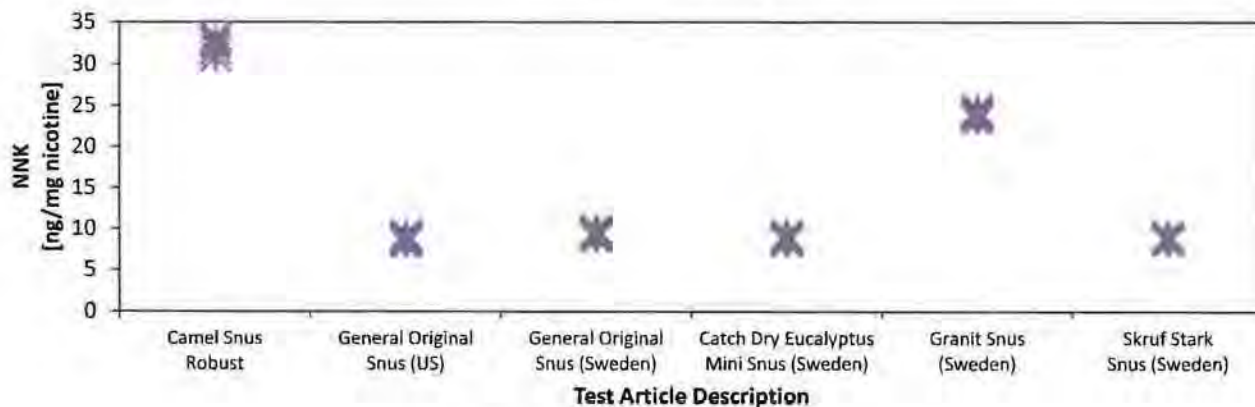 35
30
25
20
15
10
5
0
NNK
[ng/mg nicotine]
Camel Snus
Robust
General Original
Snus (US)
General Original
Snus (Sweden)
Catch Dry Eucalyptus
Mini Snus (Sweden)
Granit Snus
(Sweden)
Skruf Stark
Snus (Sweden)
Test Article Description